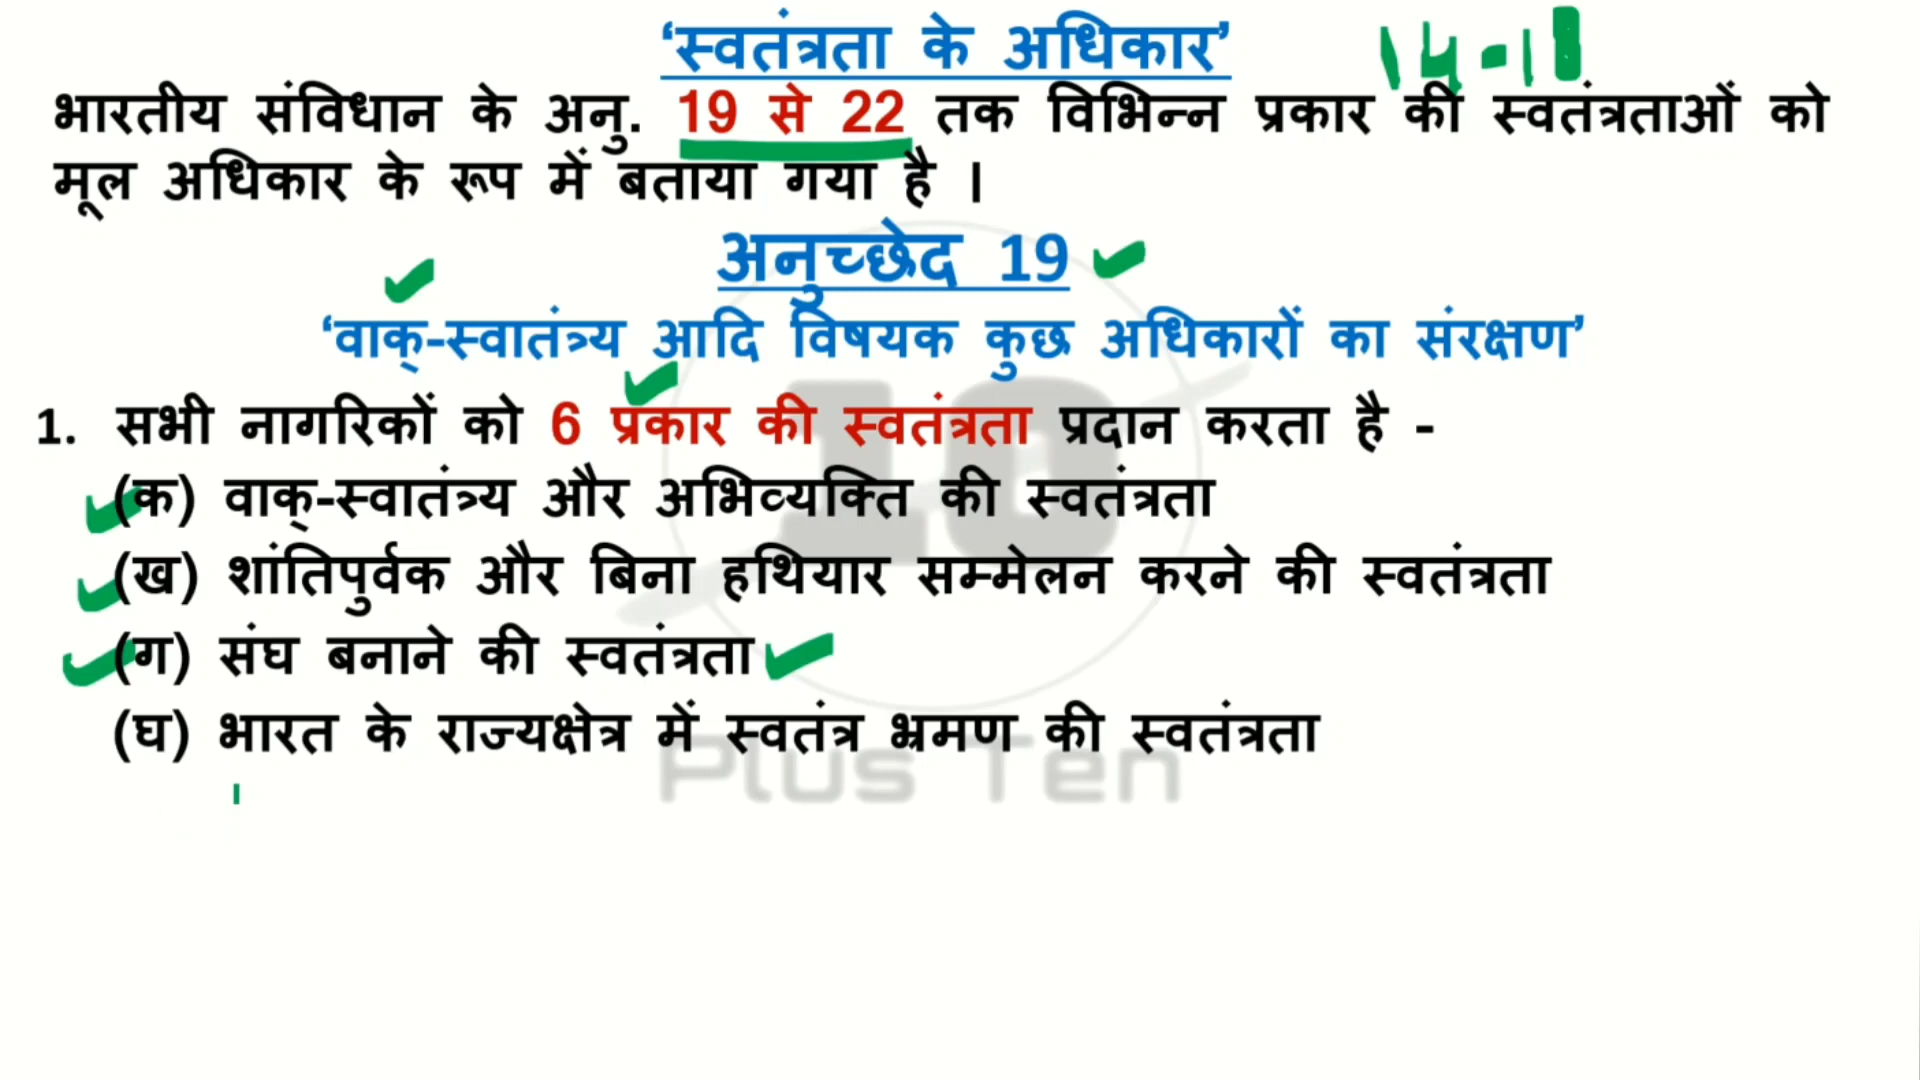 ‘स्वतंत्रता के अधिकार’ 14-18
भारतीय संविधान के अनु. 19 से 22 तक विभिन्न प्रकार की स्वतंत्रताओं को
मूल अधिकार के रूप में बताया गया है ।
अनुच्छेद 19
‘वाक्-स्वातंत्र्य आदि विषयक कुछ अधिकारों का संरक्षण’
1. सभी नागरिकों को 6 प्रकार की स्वतंत्रता प्रदान करता है -
(क) वाक्-स्वातंत्र्य और अभिव्यक्ति की स्वतंत्रता
(ख) शांतिपुर्वक और बिना हथियार सम्मेलन करने की स्वतंत्रता
(ग) संघ बनाने की स्वतंत्रता
(घ) भारत के राज्यक्षेत्र में स्वतंत्र भ्रमण की स्वतंत्रता
10
Plus Ten